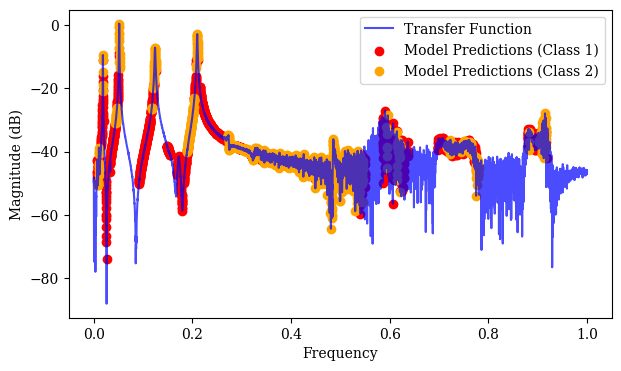 Transfer Function
Model Predictions (Class 1)
Model Predictions (Class 2)
Magnitude (dB)
0
−20
−40
−60
−80
0.0 0.2 0.4 0.6 0.8 1.0
Frequency